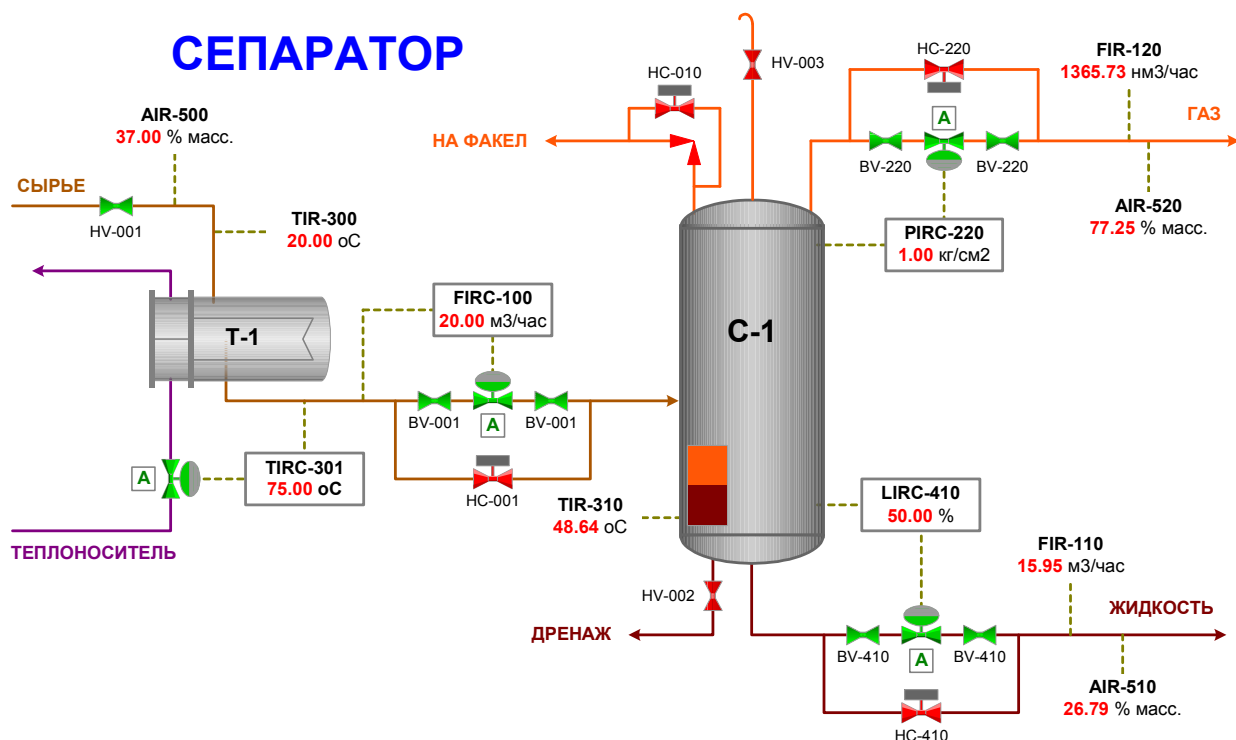 СЕПАРАТОР
HC-010
HV-003
HC-220
FIR-120
1365.73 нм3/час
AIR-500
37.00 % масс.
НА ФАКЕЛ
A
ГАЗ
BV-220
BV-220
СЫРЬЕ
HV-001
TIR-300
20.00 оС
AIR-520
77.25 % масс.
PIRC-220
1.00 кг/см2
FIRC-100
20.00 м3/час
T-1
C-1
BV-001
A
BV-001
A
TIRC-301
75.00 оС
HC-001
TIR-310
48.64 оС
LIRC-410
50.00 %
ТЕПЛОНОСИТЕЛЬ
FIR-110
15.95 м3/час
HV-002
ДРЕНАЖ
ЖИДКОСТЬ
BV-410
A
BV-410
AIR-510
26.79 % масс.
HC-410